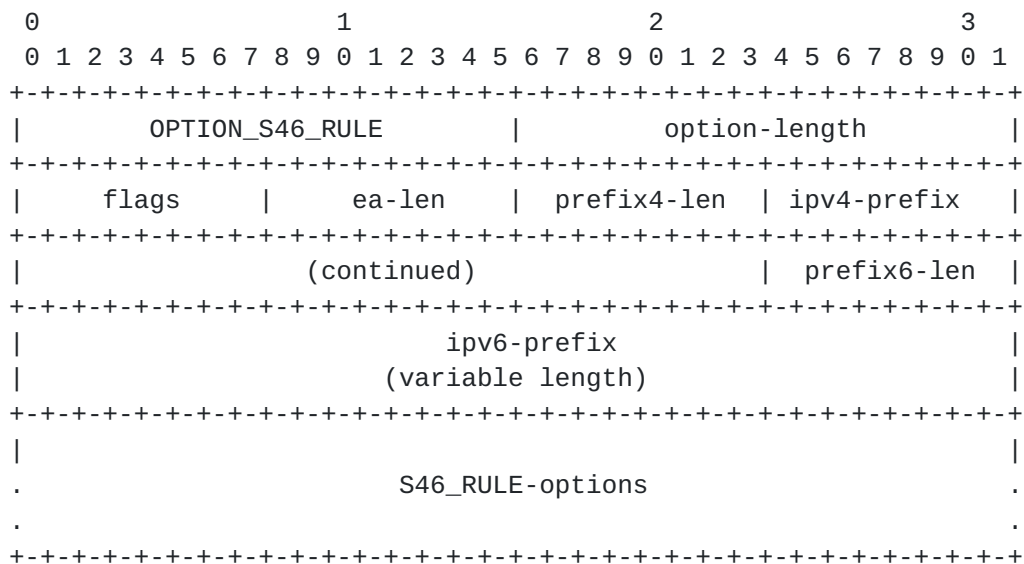 0                   1                   2                   3
 0 1 2 3 4 5 6 7 8 9 0 1 2 3 4 5 6 7 8 9 0 1 2 3 4 5 6 7 8 9 0 1
+-+-+-+-+-+-+-+-+-+-+-+-+-+-+-+-+-+-+-+-+-+-+-+-+-+-+-+-+-+-+-+-+
|        OPTION_S46_RULE        |         option-length         |
+-+-+-+-+-+-+-+-+-+-+-+-+-+-+-+-+-+-+-+-+-+-+-+-+-+-+-+-+-+-+-+-+
|     flags     |     ea-len    |  prefix4-len  | ipv4-prefix   |
+-+-+-+-+-+-+-+-+-+-+-+-+-+-+-+-+-+-+-+-+-+-+-+-+-+-+-+-+-+-+-+-+
|                  (continued)                  |  prefix6-len  |
+-+-+-+-+-+-+-+-+-+-+-+-+-+-+-+-+-+-+-+-+-+-+-+-+-+-+-+-+-+-+-+-+
|                           ipv6-prefix                         |
|                       (variable length)                       |
+-+-+-+-+-+-+-+-+-+-+-+-+-+-+-+-+-+-+-+-+-+-+-+-+-+-+-+-+-+-+-+-+
|                                                               |
.                        S46_RULE-options                       .
.                                                               .
+-+-+-+-+-+-+-+-+-+-+-+-+-+-+-+-+-+-+-+-+-+-+-+-+-+-+-+-+-+-+-+-+